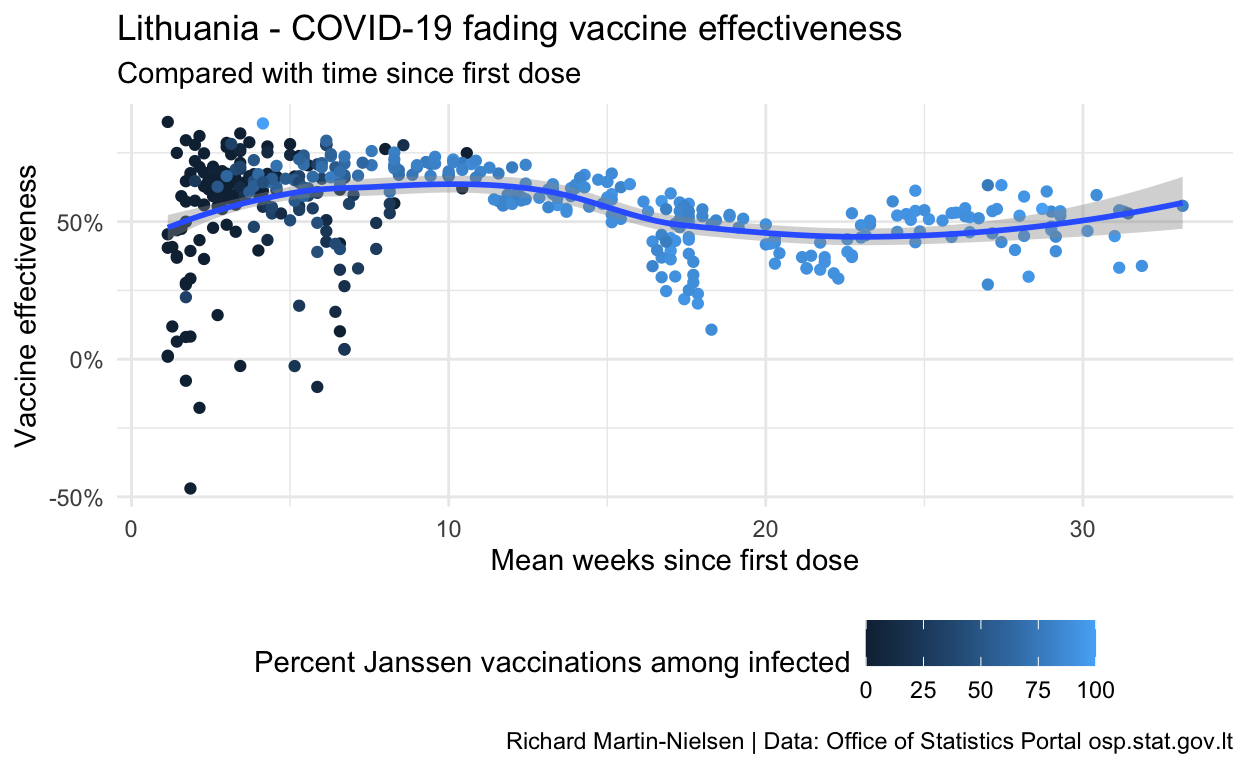 Lithuania - COVID-19 fading vaccine effectiveness
Compared with time since first dose
Vaccine effectiveness
50%
0%
-50%
0 10 20 30
Mean weeks since first dose
Percent Janssen vaccinations among infected
0 25 50 75 100
Richard Martin-Nielsen | Data: Office of Statistics Portal osp.stat.gov.lt